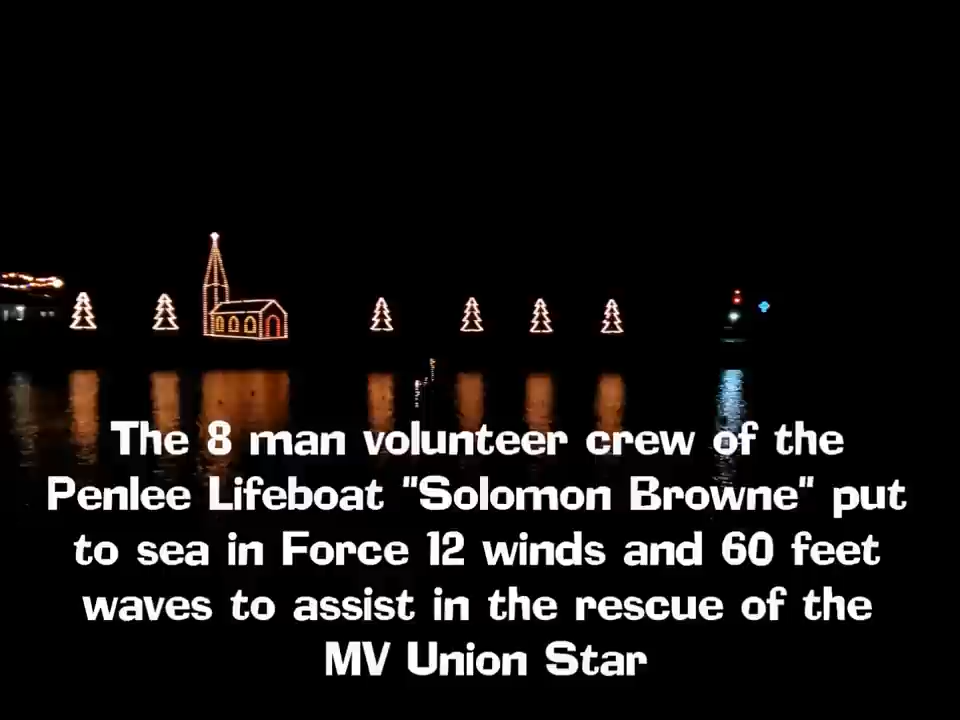 The 8 man volunteer crew of the
Penlee Lifeboat "Solomon Browne" put
to sea in Force 12 winds and 60 feet
waves to assist in the rescue of the
MV Union Star